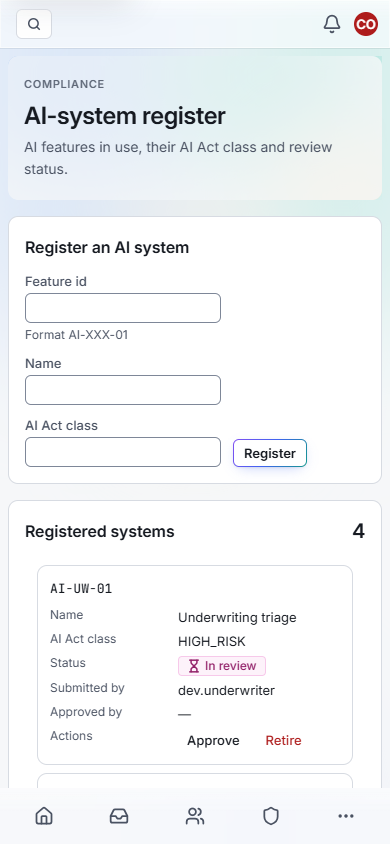 CO
COMPLIANCE
AI-system register
AI features in use, their AI Act class and review
status.
Register an AI system
Feature id
Format AI-XXX-01
Name
AI Act class
Register
Registered systems 4
AI-UW-01
Name Underwriting triage
AI Act class HIGH_RISK
Status In review
Submitted by dev.underwriter
Approved by —
Actions Approve Retire